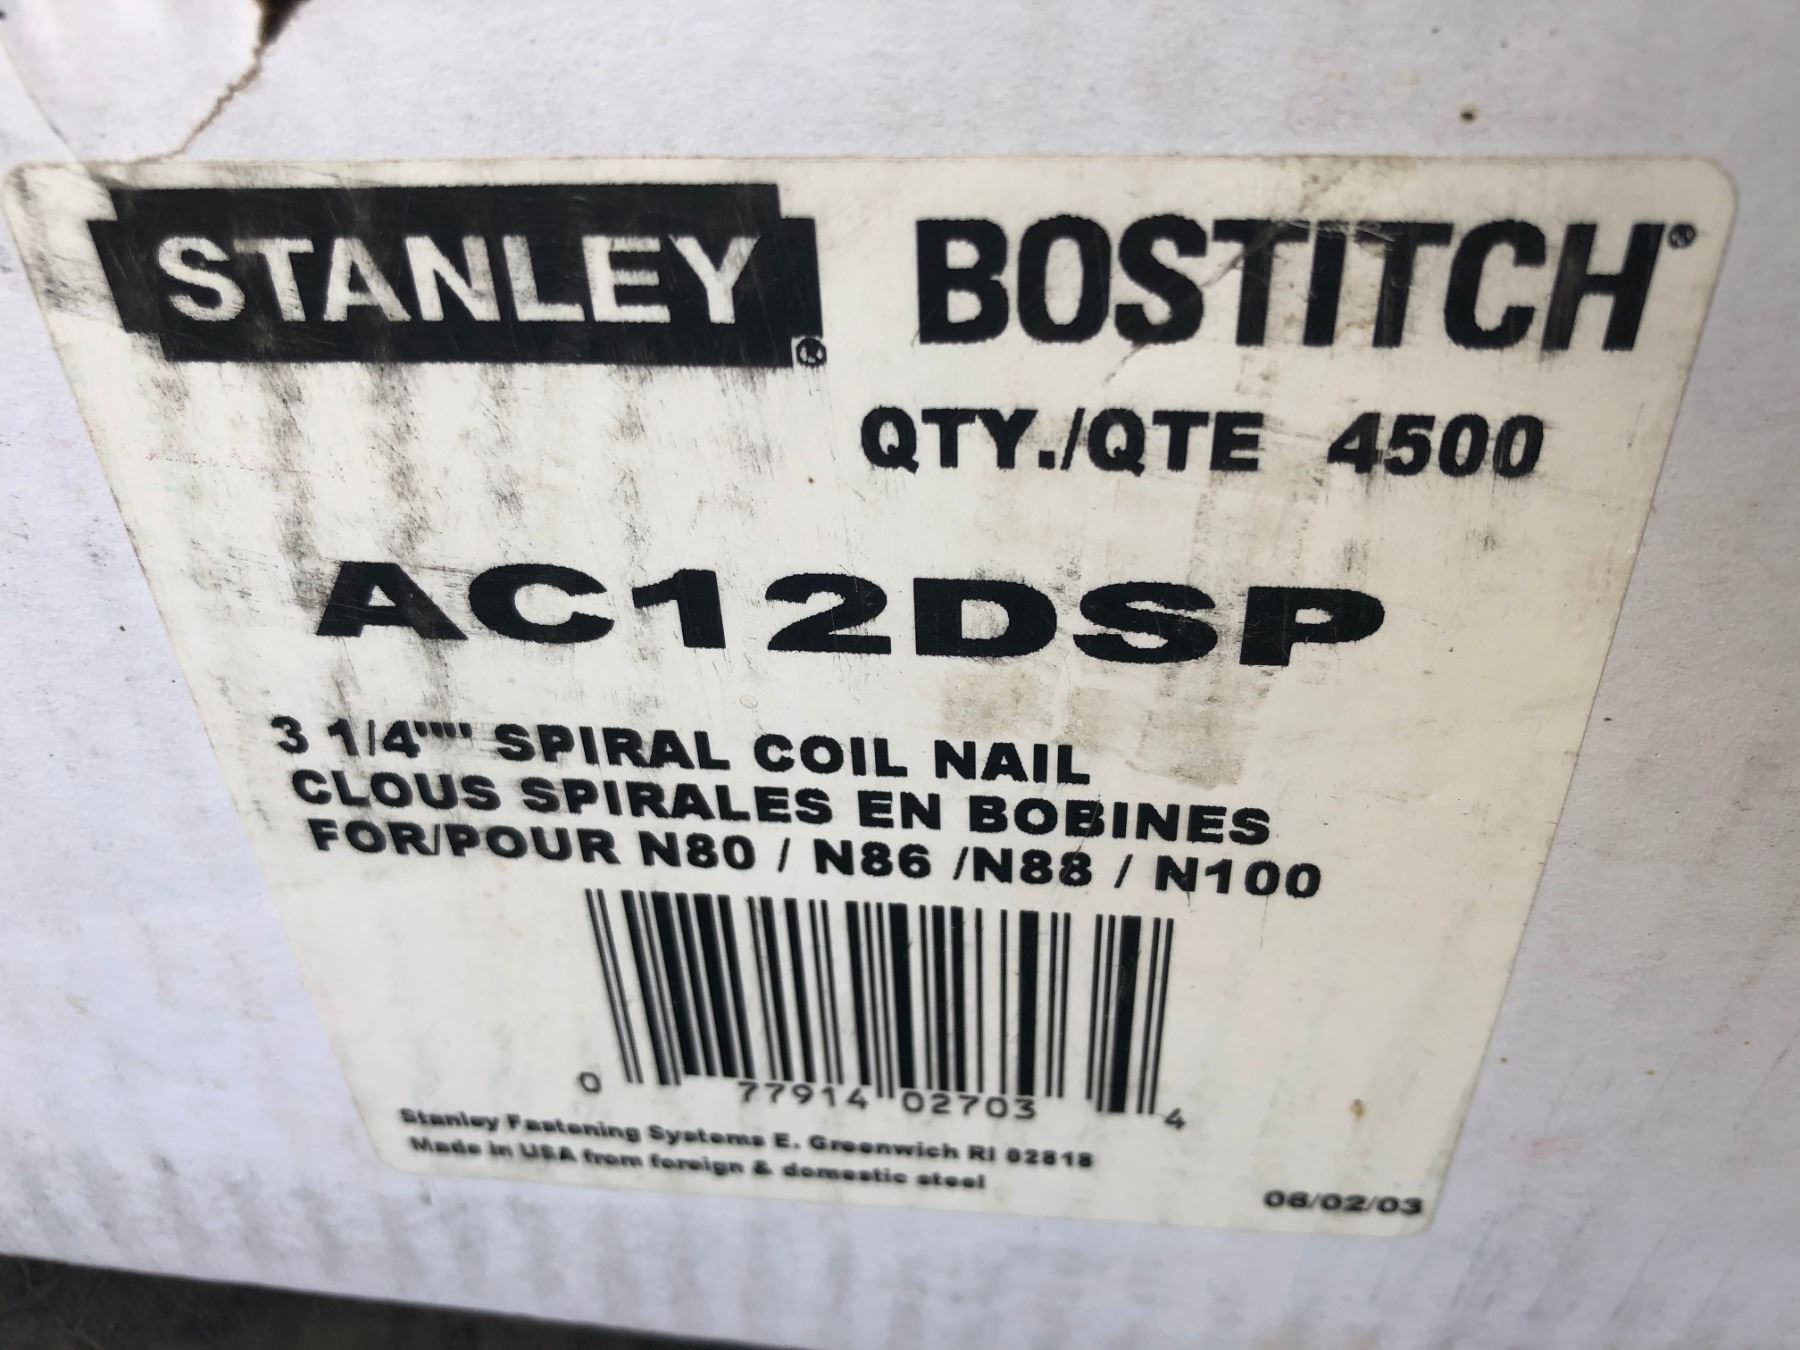 STANLEY® BOSTITCH®
QTY./QTE 4500
AC12DSP
3 1/4"" SPIRAL COIL NAIL
CLOUS SPIRALES EN BOBINES
FOR/POUR N80 / N86 /N88 / N100
0 77914 02703 4
Stanley Fastening Systems E. Greenwich RI 02818
Made in USA from foreign & domestic steel
06/02/03